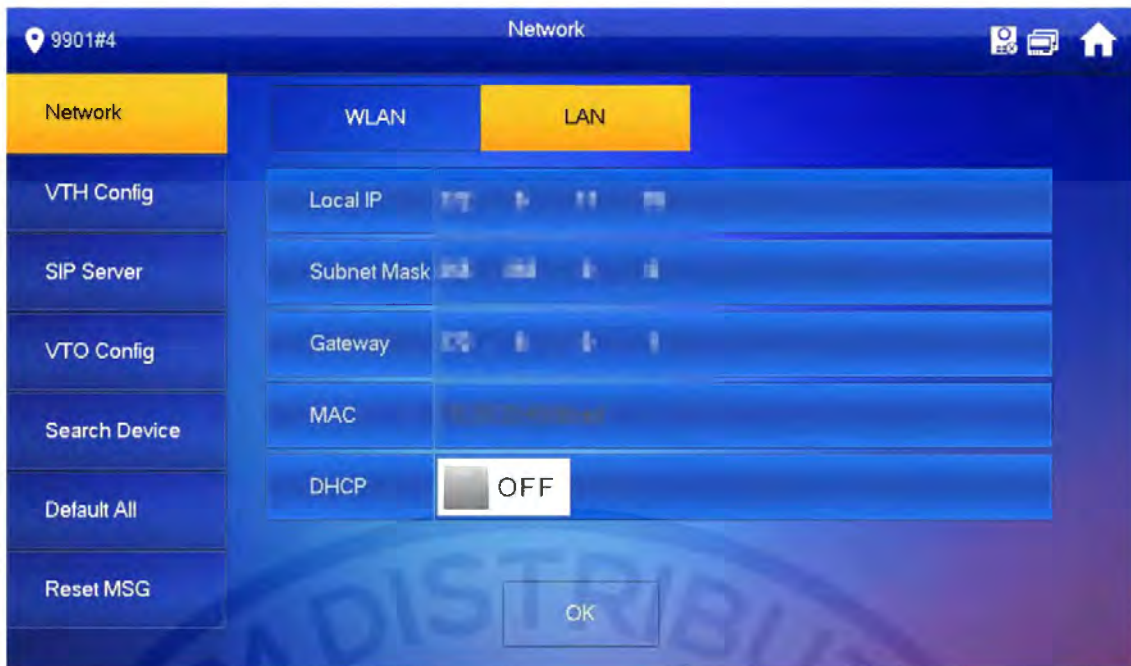 9901#4
Network
Network
WLAN
LAN
VTH Config
Local IP
SIP Server
Subnet Mask
VTO Config
Gateway
Search Device
MAC
Default All
DHCP
OFF
Reset MSG
OK
DISTRIBUT